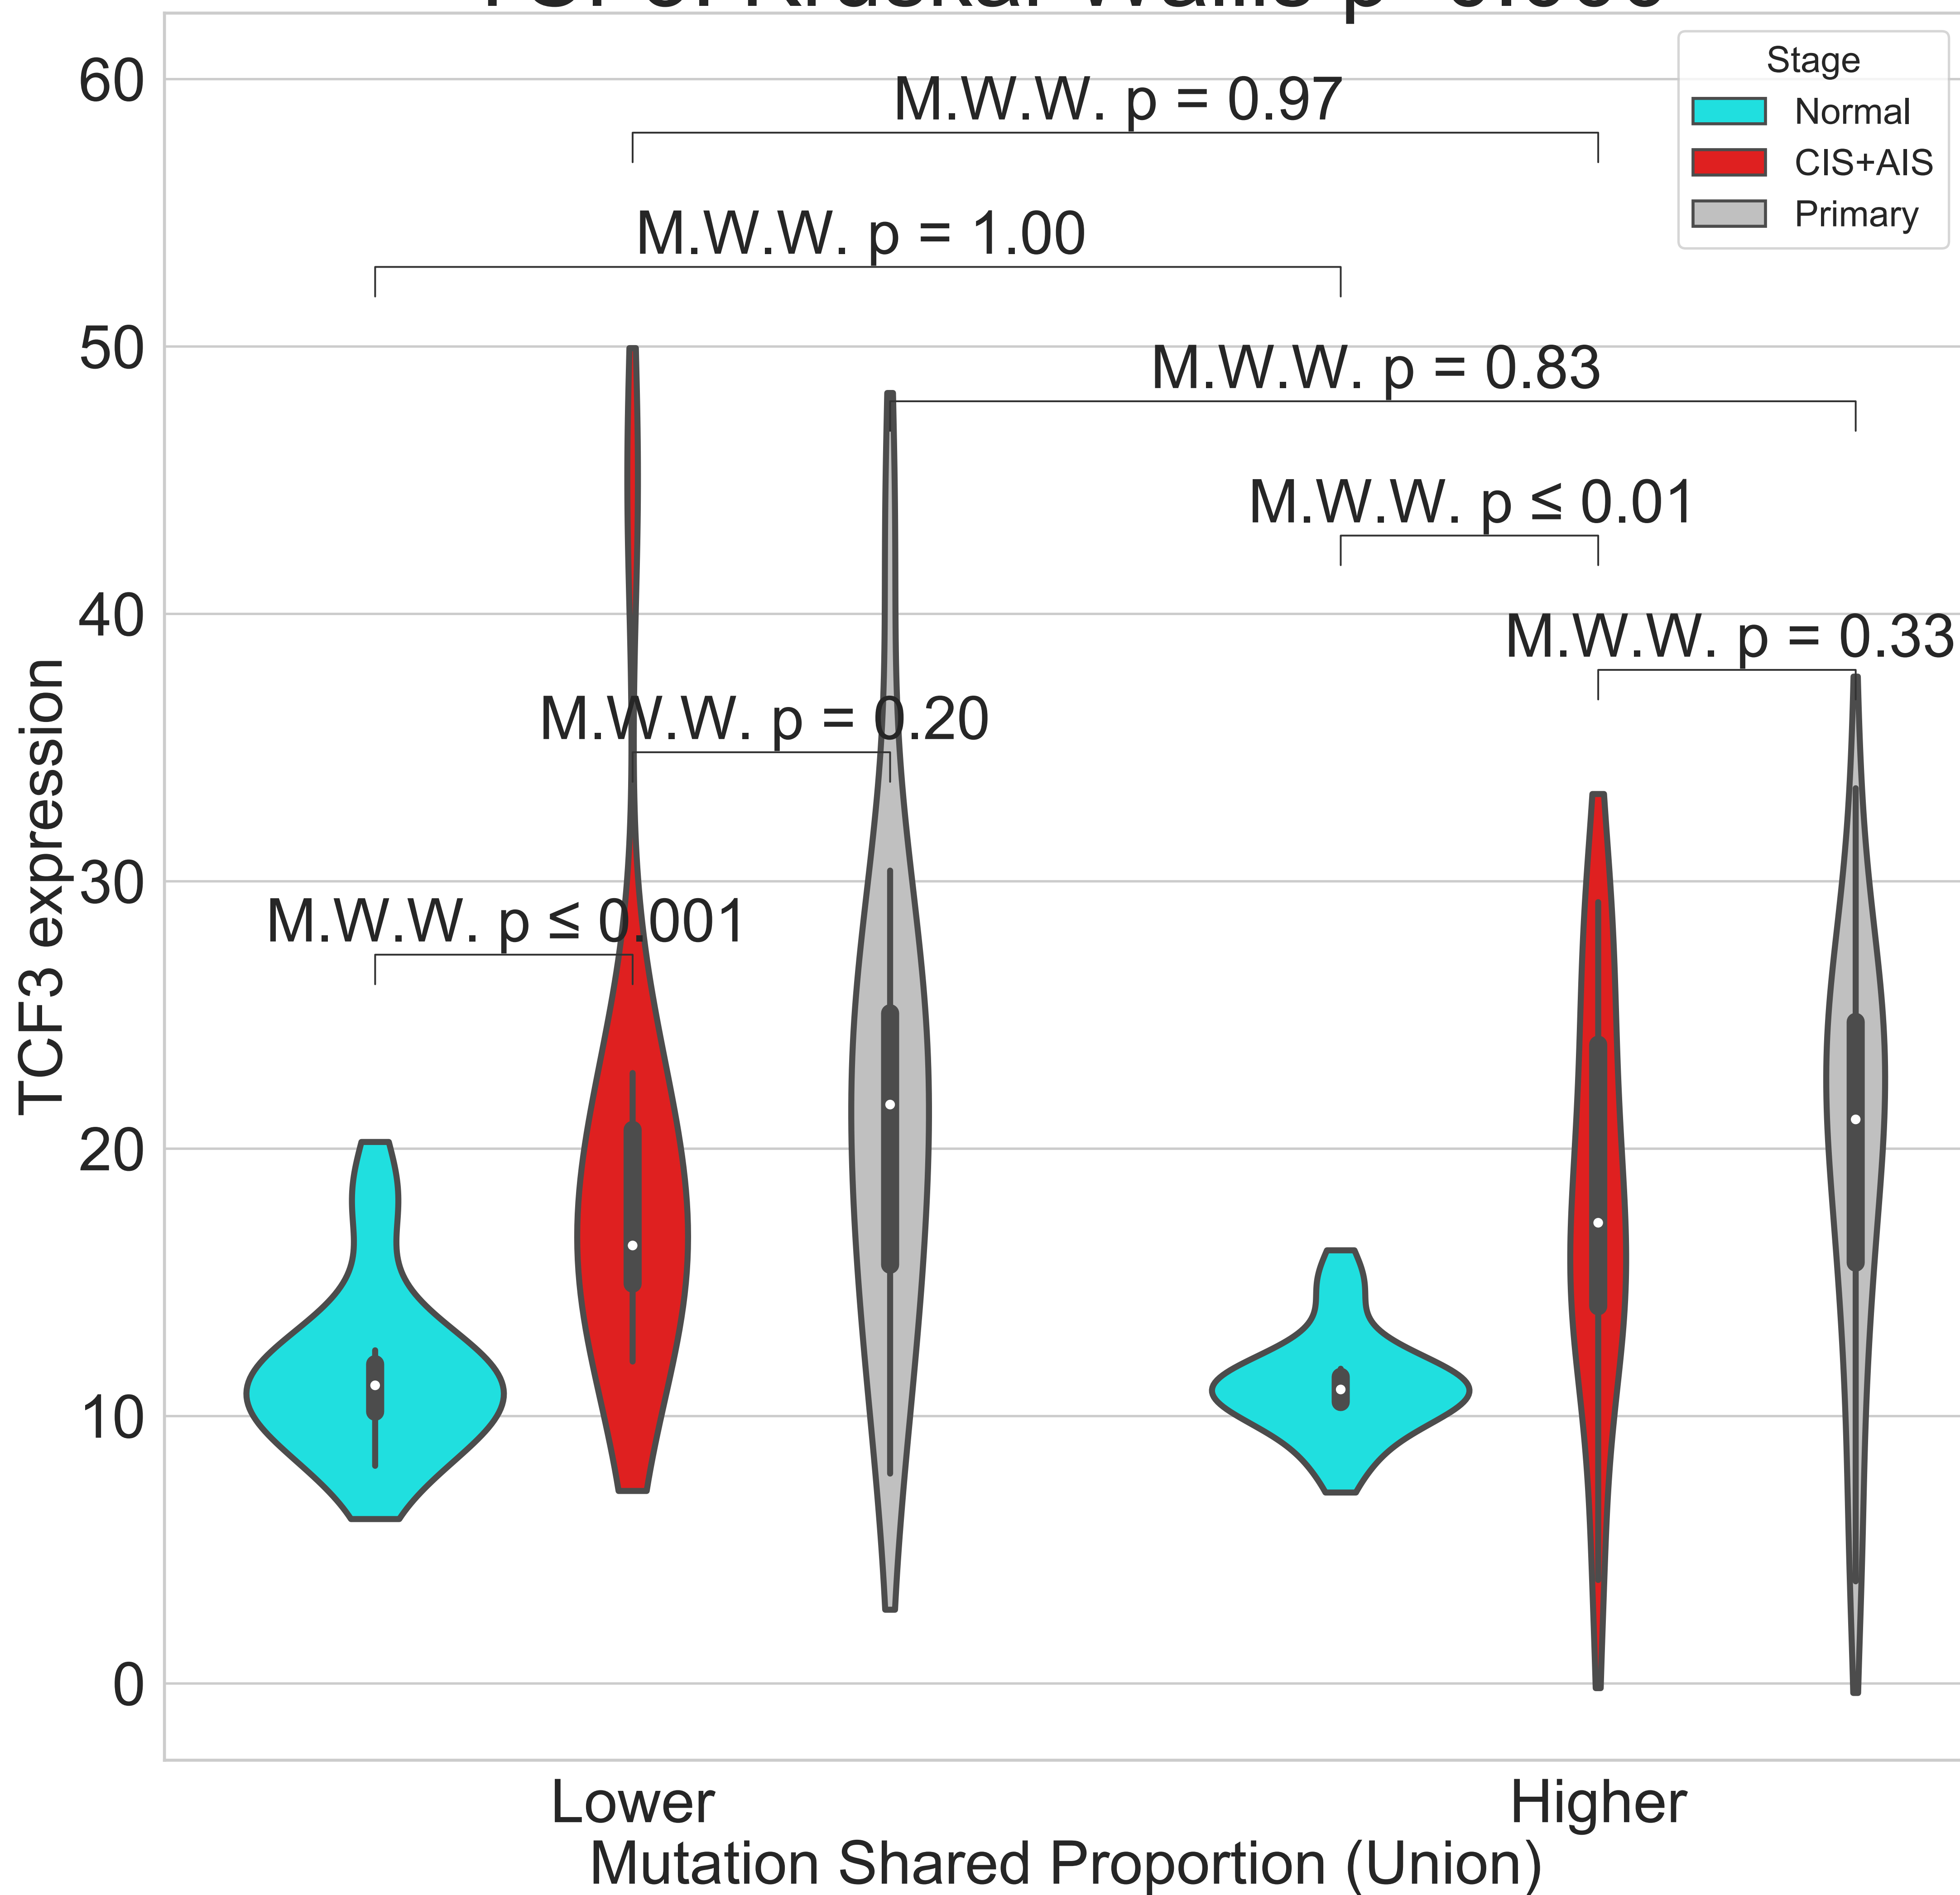 60
50
40
30
20
10
0
TCF3 expression
M.W.W. p = 0.97
M.W.W. p = 1.00
M.W.W. p = 0.83
M.W.W. p ≤ 0.01
M.W.W. p = 0.33
M.W.W. p = 0.20
M.W.W. p ≤ 0.001
Stage
Normal
CIS+AIS
Primary
Lower
Higher
Mutation Shared Proportion (Union)